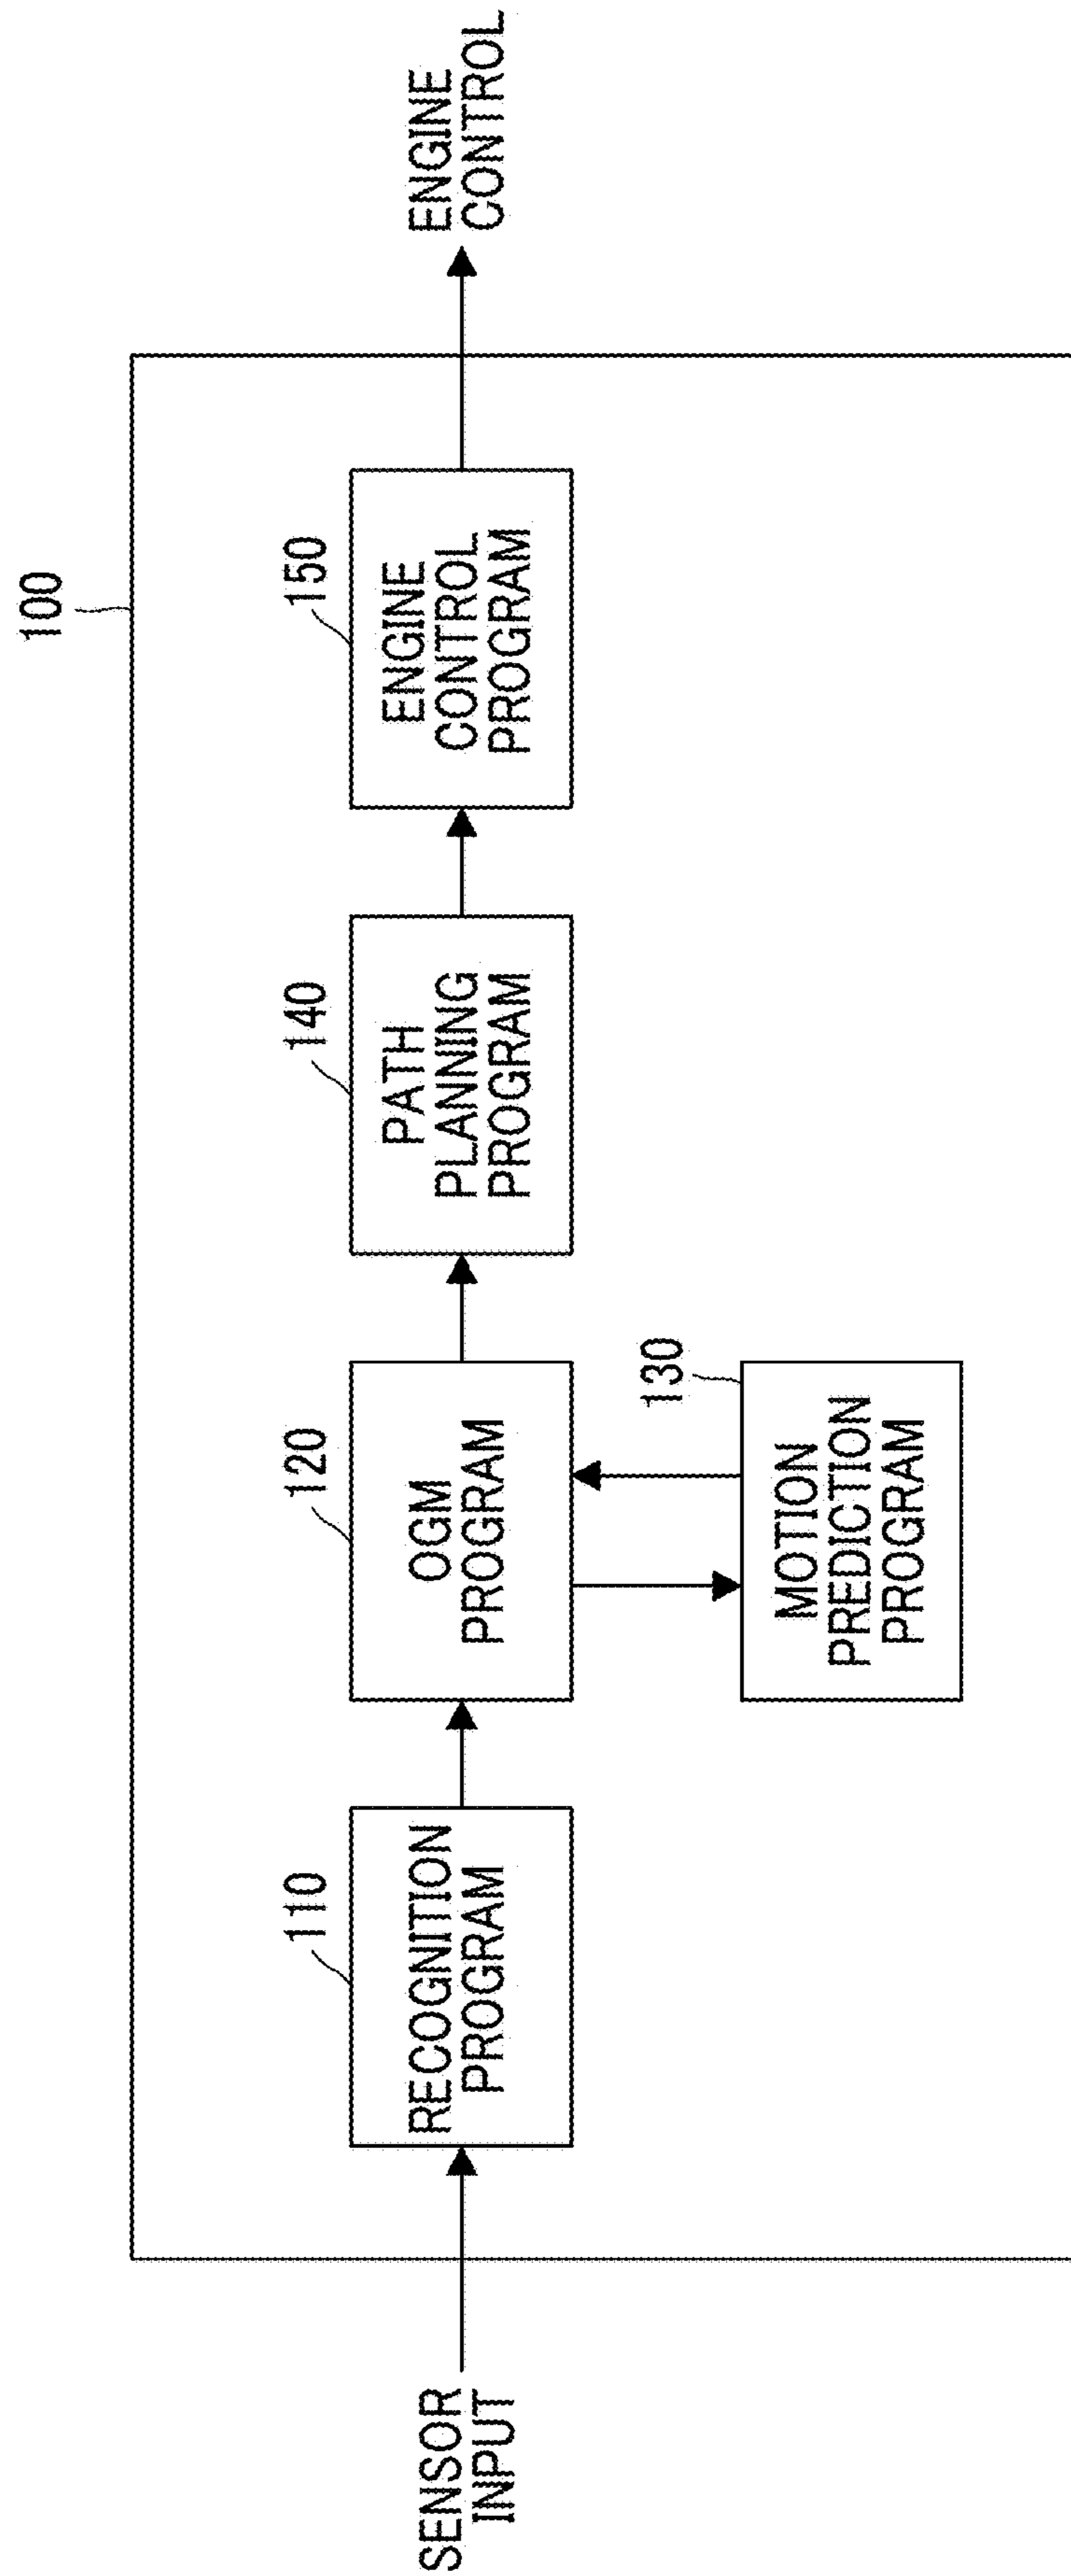 100
SENSOR
INPUT
110
RECOGNITION
PROGRAM
120
OGM
PROGRAM
130
MOTION
PREDICTION
PROGRAM
140
PATH
PLANNING
PROGRAM
150
ENGINE
CONTROL
PROGRAM
ENGINE
CONTROL